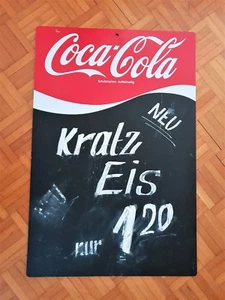 Coca-Cola
NEU
Kratz
Eis
nur 1.20